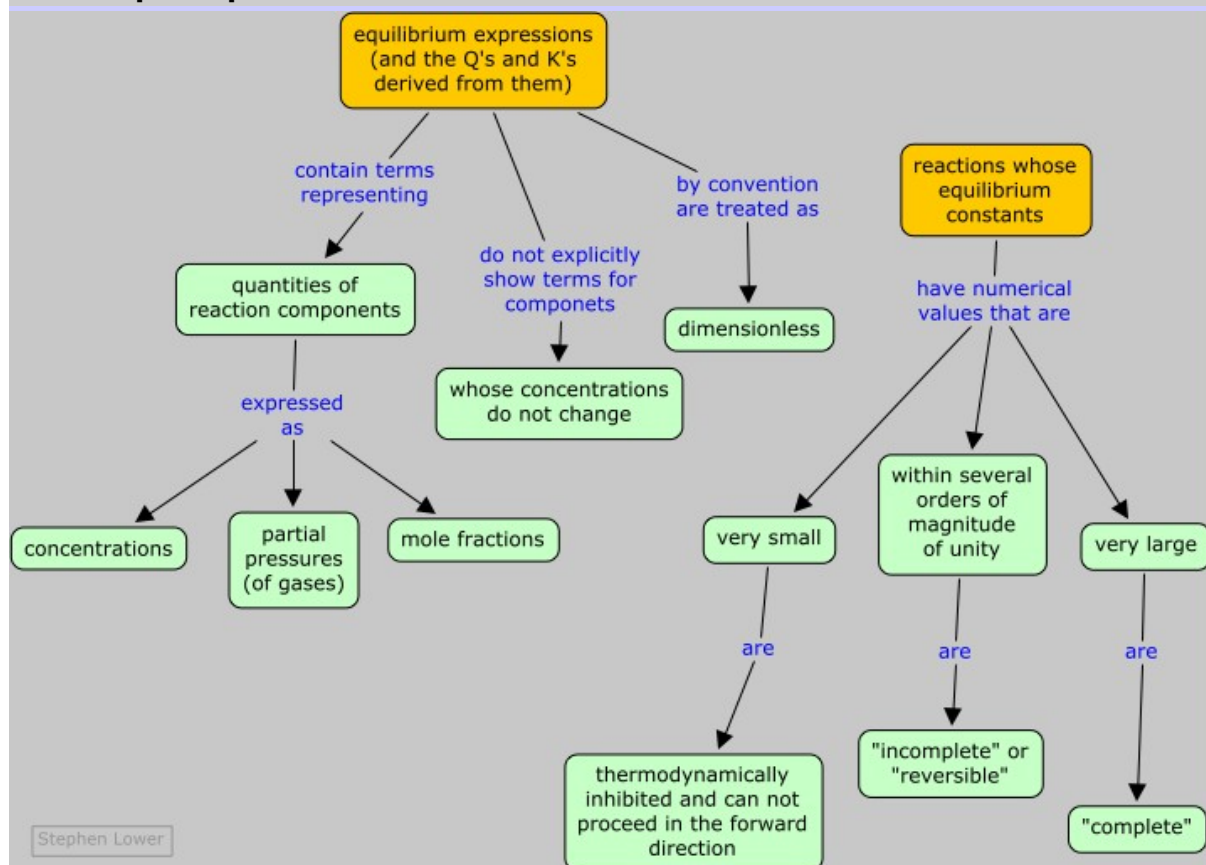 equilibrium expressions
(and the Q's and K's
derived from them)
contain terms
representing
quantities of
reaction components
expressed
as
concentrations
partial
pressures
(of gases)
mole fractions
do not explicitly
show terms for
componets
whose concentrations
do not change
by convention
are treated as
dimensionless
reactions whose
equilibrium
constants
have numerical
values that are
very small
are
thermodynamically
inhibited and can not
proceed in the forward
direction
within several
orders of
magnitude
of unity
are
"incomplete" or
"reversible"
very large
are
"complete"
Stephen Lower